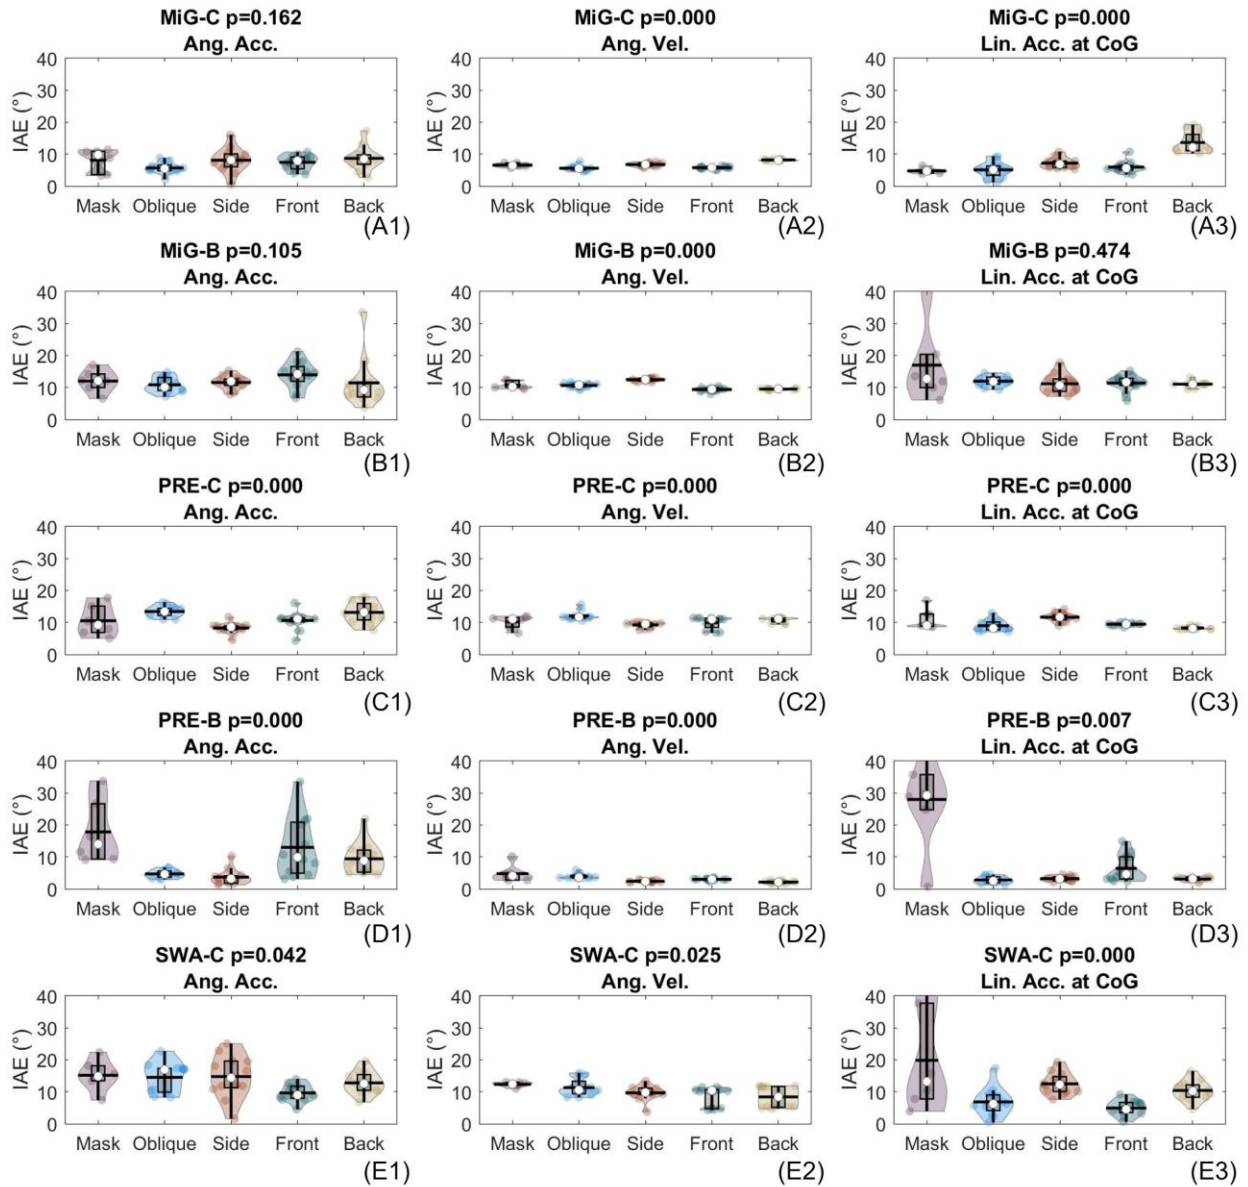 MiG-C p=0.162
Ang. Acc.
IAE (°)
40
30
20
10
0
Mask Oblique Side Front Back
(A1)
MiG-C p=0.000
Ang. Vel.
IAE (°)
40
30
20
10
0
Mask Oblique Side Front Back
(A2)
MiG-C p=0.000
Lin. Acc. at CoG
IAE (°)
40
30
20
10
0
Mask Oblique Side Front Back
(A3)
MiG-B p=0.105
Ang. Acc.
IAE (°)
40
30
20
10
0
Mask Oblique Side Front Back
(B1)
MiG-B p=0.000
Ang. Vel.
IAE (°)
40
30
20
10
0
Mask Oblique Side Front Back
(B2)
MiG-B p=0.474
Lin. Acc. at CoG
IAE (°)
40
30
20
10
0
Mask Oblique Side Front Back
(B3)
PRE-C p=0.000
Ang. Acc.
IAE (°)
40
30
20
10
0
Mask Oblique Side Front Back
(C1)
PRE-C p=0.000
Ang. Vel.
IAE (°)
40
30
20
10
0
Mask Oblique Side Front Back
(C2)
PRE-C p=0.000
Lin. Acc. at CoG
IAE (°)
40
30
20
10
0
Mask Oblique Side Front Back
(C3)
PRE-B p=0.000
Ang. Acc.
IAE (°)
40
30
20
10
0
Mask Oblique Side Front Back
(D1)
PRE-B p=0.000
Ang. Vel.
IAE (°)
40
30
20
10
0
Mask Oblique Side Front Back
(D2)
PRE-B p=0.007
Lin. Acc. at CoG
IAE (°)
40
30
20
10
0
Mask Oblique Side Front Back
(D3)
SWA-C p=0.042
Ang. Acc.
IAE (°)
40
30
20
10
0
Mask Oblique Side Front Back
(E1)
SWA-C p=0.025
Ang. Vel.
IAE (°)
40
30
20
10
0
Mask Oblique Side Front Back
(E2)
SWA-C p=0.000
Lin. Acc. at CoG
IAE (°)
40
30
20
10
0
Mask Oblique Side Front Back
(E3)